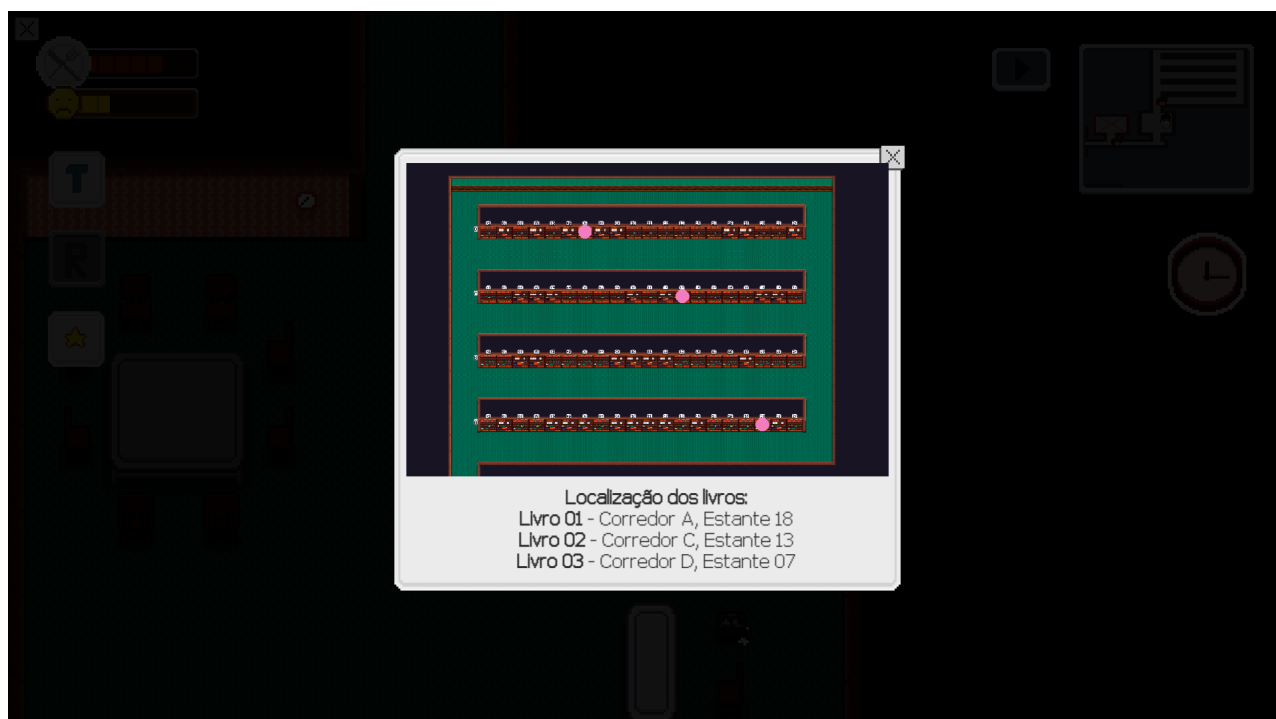 T
R
Localização dos livros:
Livro 01 - Corredor A, Estante 18
Livro 02 - Corredor C, Estante 13
Livro 03 - Corredor D, Estante 07